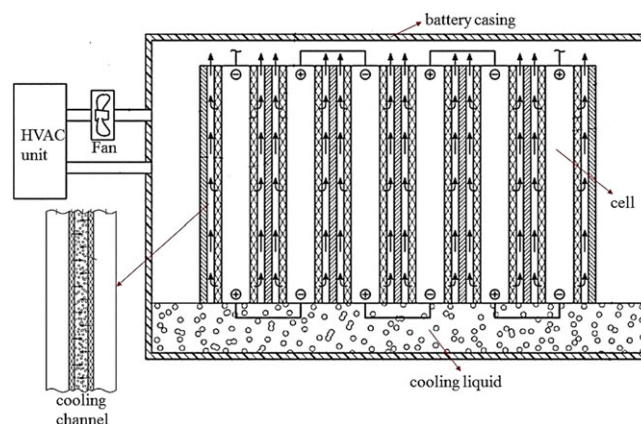 battery casing
HVAC
unit
Fan
cell
cooling liquid
cooling
channel